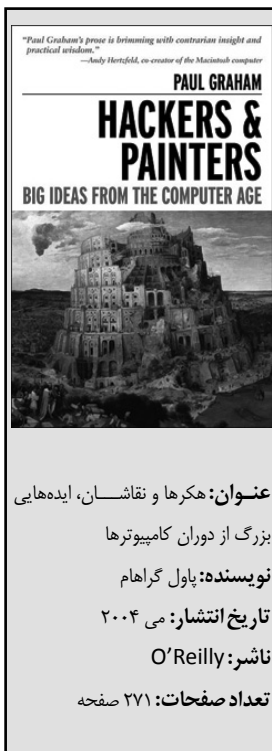 "Paul Graham's prose is brimming with contrarian insight and
practical wisdom."
—Andy Hertzfeld, co-creator of the Macintosh computer
PAUL GRAHAM
HACKERS &
PAINTERS
BIG IDEAS FROM THE COMPUTER AGE
عنـوان: هکرها و نقاشـــان، ایده‌هایی
بزرگ از دوران کامپیوترها
نویسنده: پاول گراهام
تاریخ انتشار: می ۲۰۰۴
ناشر: O'Reilly
تعداد صفحات: ۲۷۱ صفحه